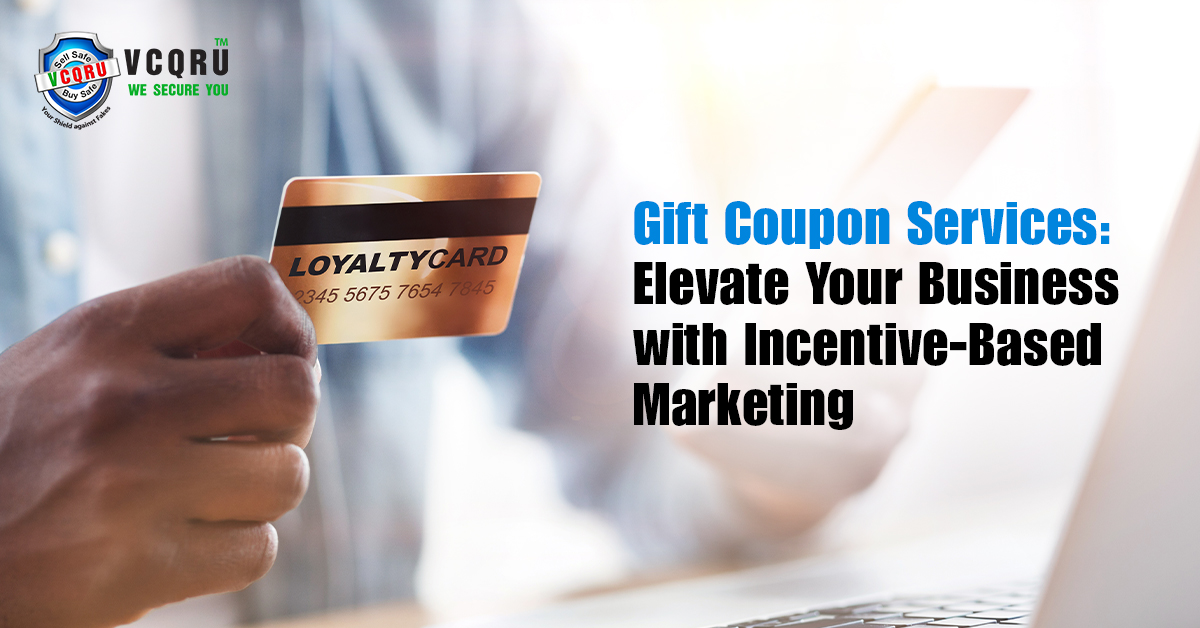 Sell Safe
VCQRU
Buy Safe
Your Shield against Fakes
VCQRU TM
WE SECURE YOU
LOYALTYCARD
2345 5675 7654 7845
Gift Coupon Services:
Elevate Your Business
with Incentive-Based
Marketing